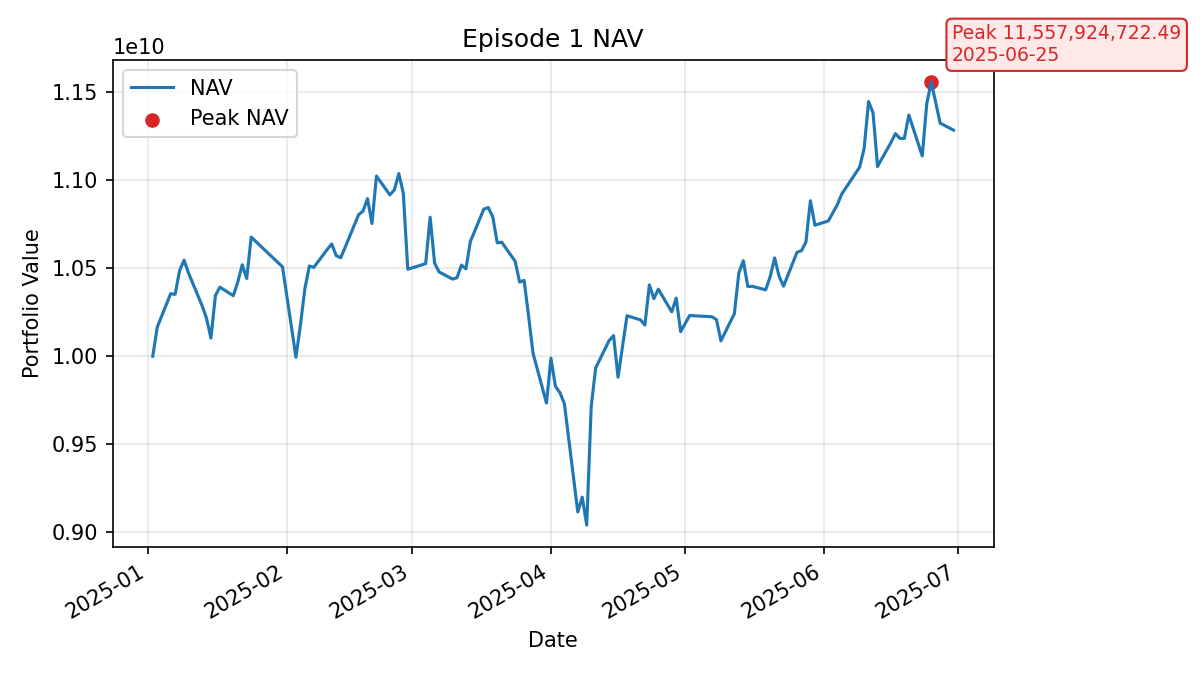 Episode 1 NAV
1e10
Peak 11,557,924,722.49
2025-06-25
NAV
Peak NAV
Portfolio Value
1.15
1.10
1.05
1.00
0.95
0.90
2025-01
2025-02
2025-03
2025-04
2025-05
2025-06
2025-07
Date